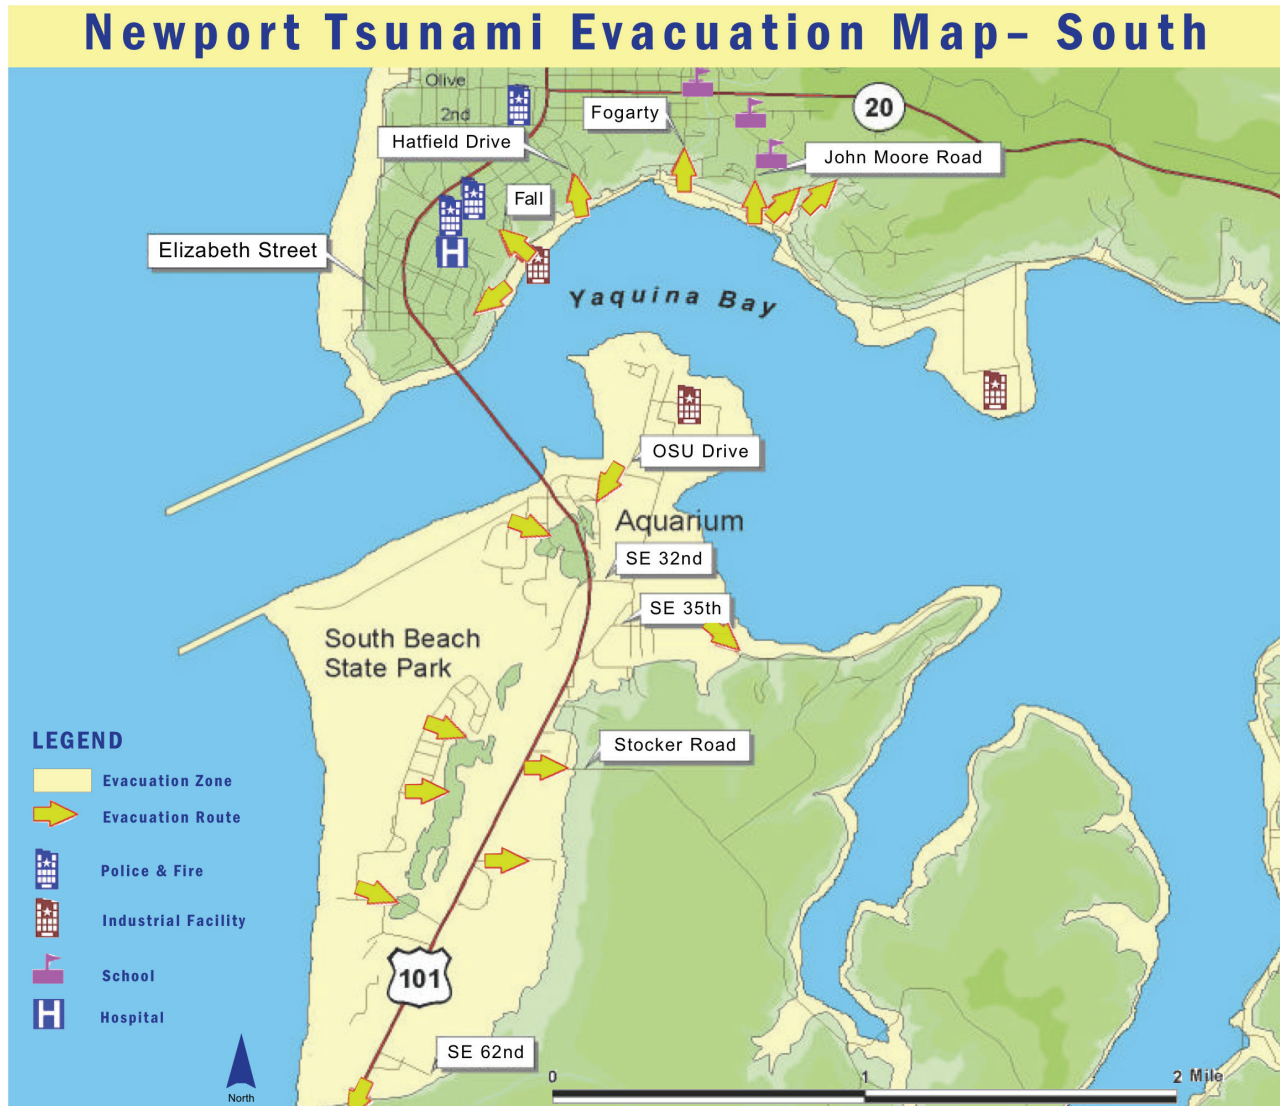 Newport Tsunami Evacuation Map– South
Olive
2nd
20
Fogarty
Hatfield Drive
John Moore Road
Fall
Elizabeth Street
H
Yaquina Bay
OSU Drive
Aquarium
SE 32nd
SE 35th
South Beach
State Park
Stocker Road
LEGEND
Evacuation Zone
Evacuation Route
Police & Fire
Industrial Facility
School
H
Hospital
101
SE 62nd
North
0
1
2 Mile